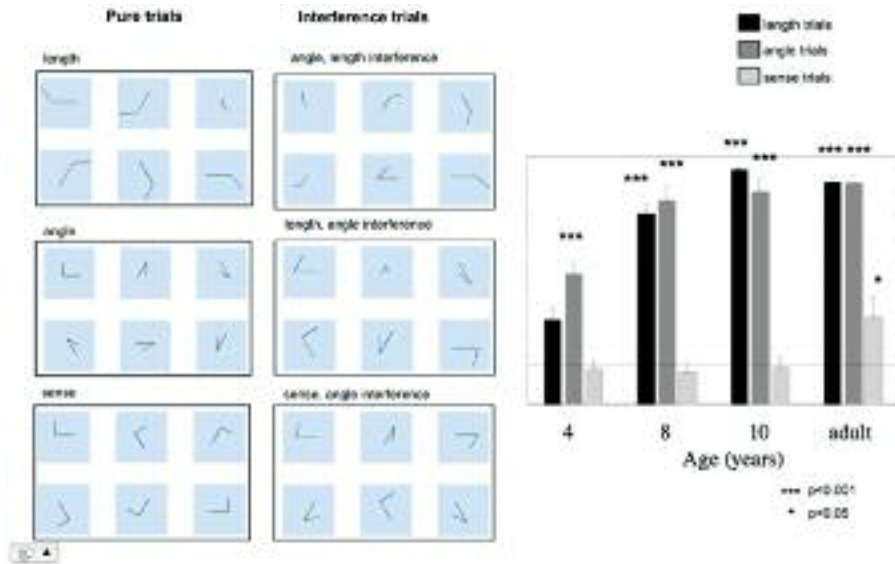 Pure trials
Interference trials
length
angle, length interference
angle
length, angle interference
sense
sense, angle interference
length trials
angle trials
sense trials
***
*** ***
*** ***
*** ***
*
4 8 10 adult
Age (years)
*** p<0.001
* p<0.05